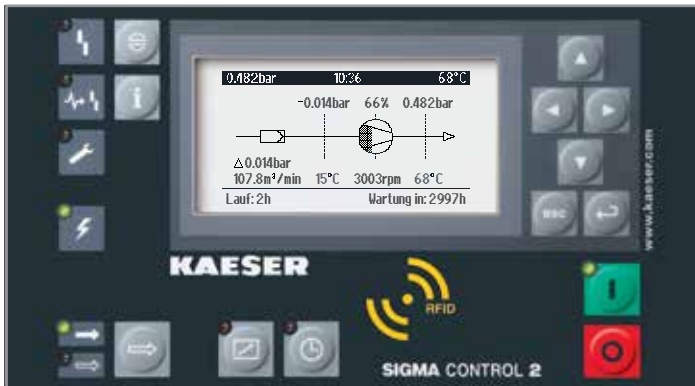 0.482bar 10:36 68°C
-0.014bar 66% 0.482bar
△0.014bar
107.8m³/min 15°C 3003rpm 68°C
Lauf: 2h Wartung in: 2997h
ESC
www.kaeser.com
KAESER
RFID
SIGMA CONTROL 2